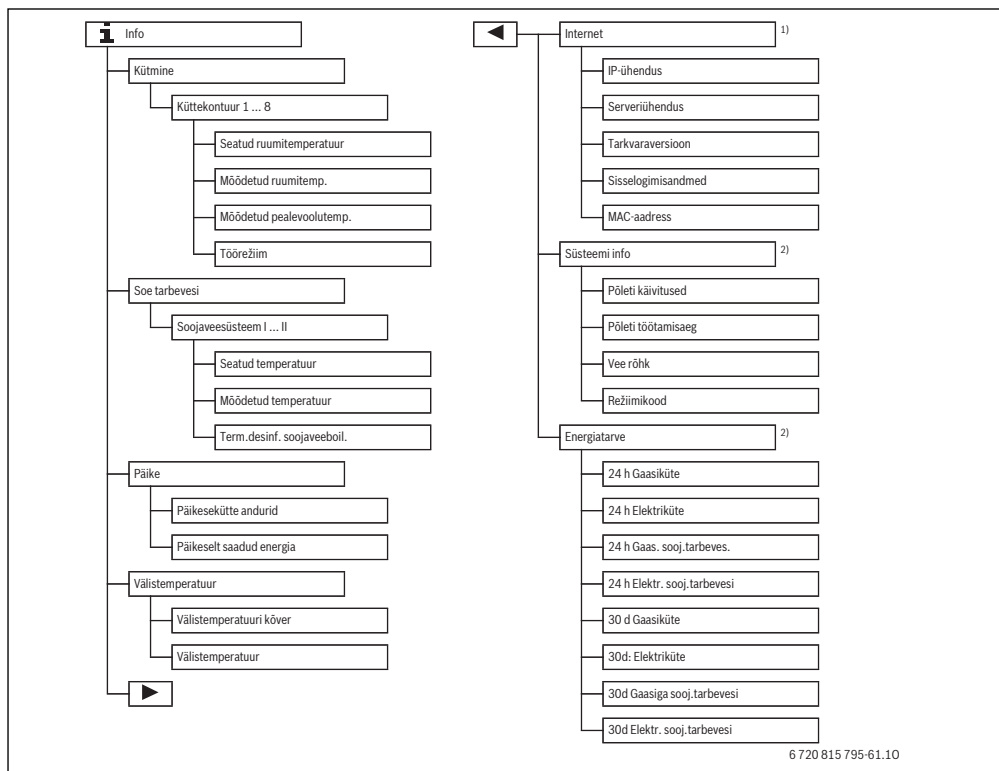 Info
Kütmine
Küttekontuur 1 ... 8
Seatud ruumitemperatuur
Mõõdetud ruumitemp.
Mõõdetud pealevoolutemp.
Töörežiim
Soe tarbevesi
Soojaveesüsteem I ... II
Seatud temperatuur
Mõõdetud temperatuur
Term.desinf. soojaveeboil.
Päike
Päikesekütte andurid
Päikeselt saadud energia
Välistemperatuur
Välistemperatuuri kõver
Välistemperatuur
Internet 1)
IP-ühendus
Serveriühendus
Tarkvaraversioon
Sisselogimisandmed
MAC-aadress
Süsteemi info 2)
Põleti käivitused
Põleti töötamisaeg
Vee rõhk
Režiimikood
Energiatarve 2)
24 h Gaasiküte
24 h Elektriküte
24 h Gaas. sooj.tarbeves.
24 h Elektr. sooj.tarbevesi
30 d Gaasiküte
30d: Elektriküte
30d Gaasiga sooj.tarbevesi
30d Elektr. sooj.tarbevesi
6 720 815 795-61.1O